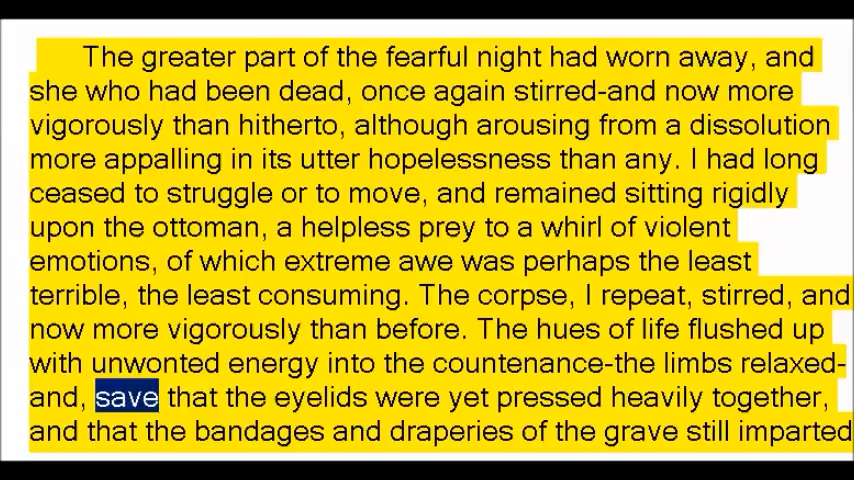 The greater part of the fearful night had worn away, and
she who had been dead, once again stirred-and now more
vigorously than hitherto, although arousing from a dissolution
more appalling in its utter hopelessness than any. I had long
ceased to struggle or to move, and remained sitting rigidly
upon the ottoman, a helpless prey to a whirl of violent
emotions, of which extreme awe was perhaps the least
terrible, the least consuming. The corpse, I repeat, stirred, and
now more vigorously than before. The hues of life flushed up
with unwonted energy into the countenance-the limbs relaxed-
and, save that the eyelids were yet pressed heavily together,
and that the bandages and draperies of the grave still imparted